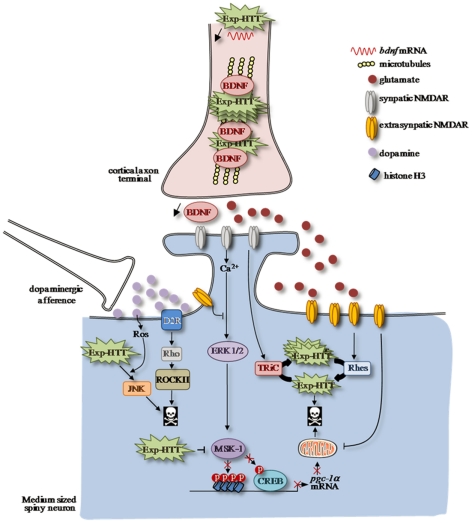 Exp-HTT
bdnf mRNA
microtubules
glutamate
synpatic NMDAR
extrasynpatic NMDAR
dopamine
histone H3
BDNF
Exp-HTT
BDNF
Exp-HTT
BDNF
cortical axon
terminal
BDNF
Ca2+
dopaminergic
afference
D2R
Ros
Exp-HTT
Rho
ERK 1/2
Exp-HTT
TRiC
Rhes
JNK
ROCKII
Exp-HTT
Exp-HTT
MSK-1
P
P P P P
CREB
pgc-1α
mRNA
Medium sized
spiny neuron